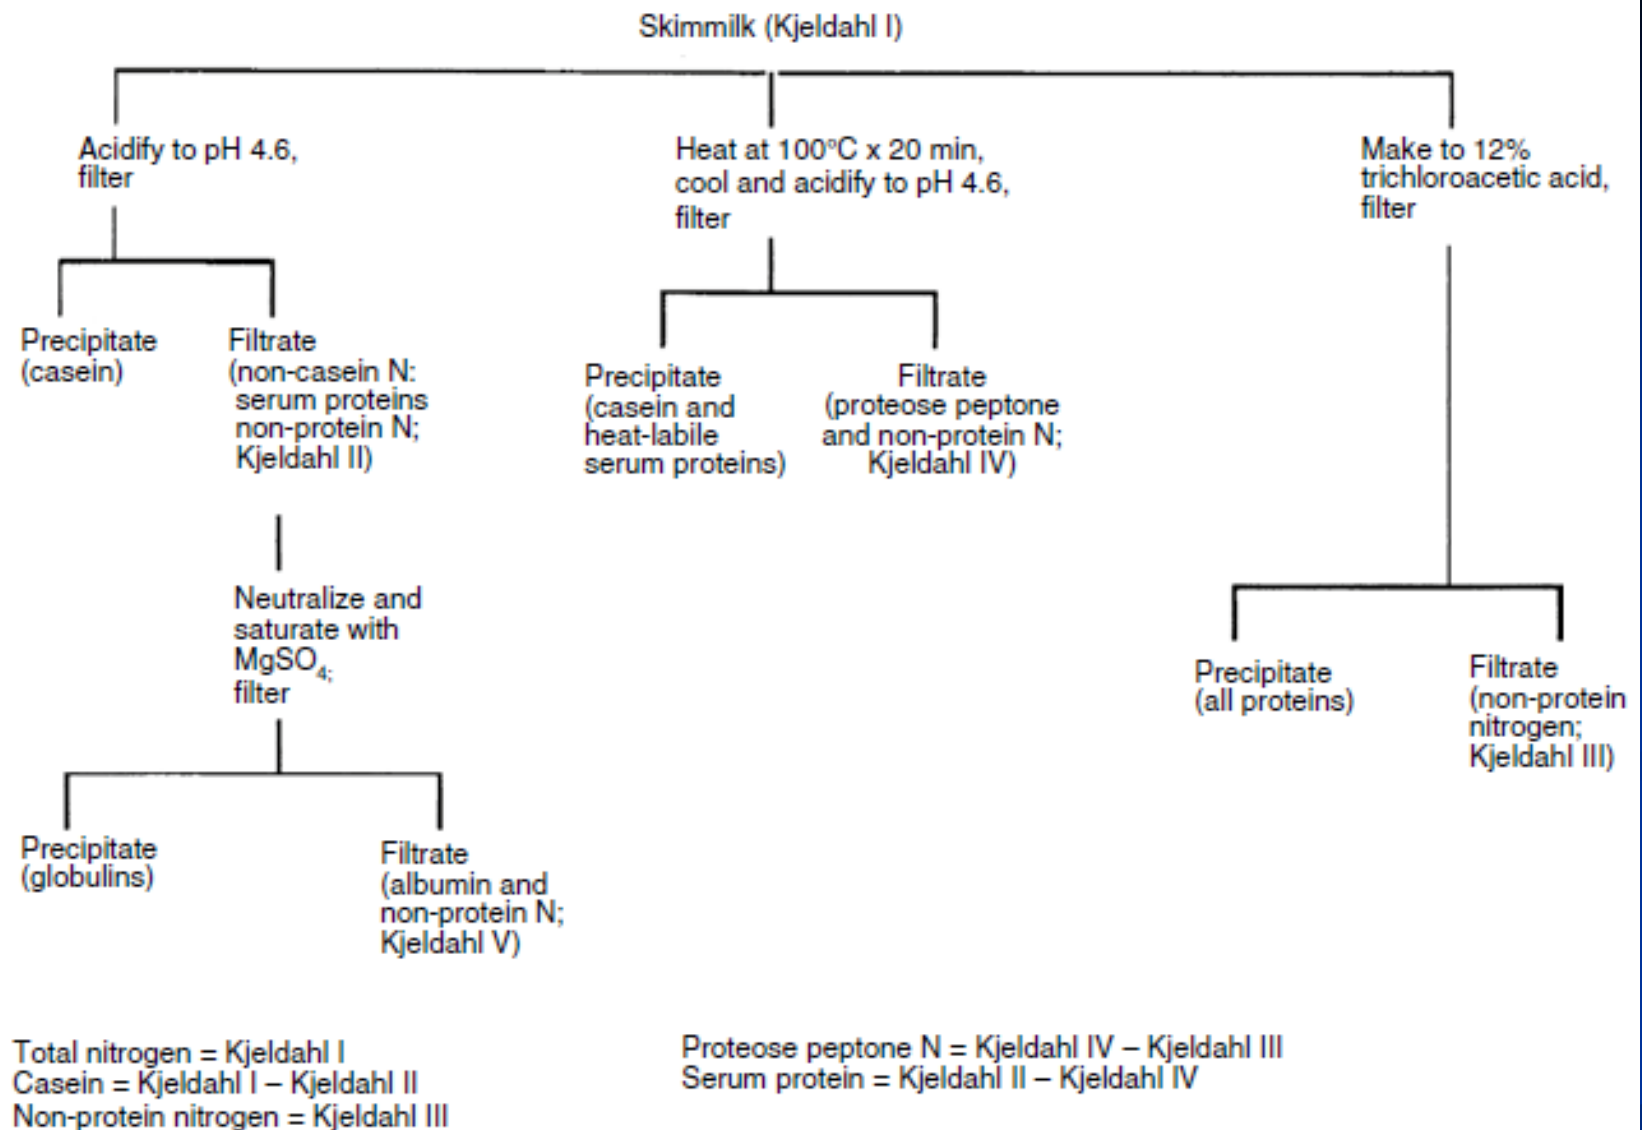 Skimmilk (Kjeldahl I)
Acidify to pH 4.6,
filter
Heat at 100°C x 20 min,
cool and acidify to pH 4.6,
filter
Make to 12%
trichloroacetic acid,
filter
Precipitate
(casein)
Filtrate
(non-casein N:
serum proteins
non-protein N;
Kjeldahl II)
Precipitate
(casein and
heat-labile
serum proteins)
Filtrate
(proteose peptone
and non-protein N;
Kjeldahl IV)
Neutralize and
saturate with
MgSO4;
filter
Precipitate
(all proteins)
Filtrate
(non-protein
nitrogen;
Kjeldahl III)
Precipitate
(globulins)
Filtrate
(albumin and
non-protein N;
Kjeldahl V)
Total nitrogen = Kjeldahl I
Casein = Kjeldahl I – Kjeldahl II
Non-protein nitrogen = Kjeldahl III
Proteose peptone N = Kjeldahl IV – Kjeldahl III
Serum protein = Kjeldahl II – Kjeldahl IV